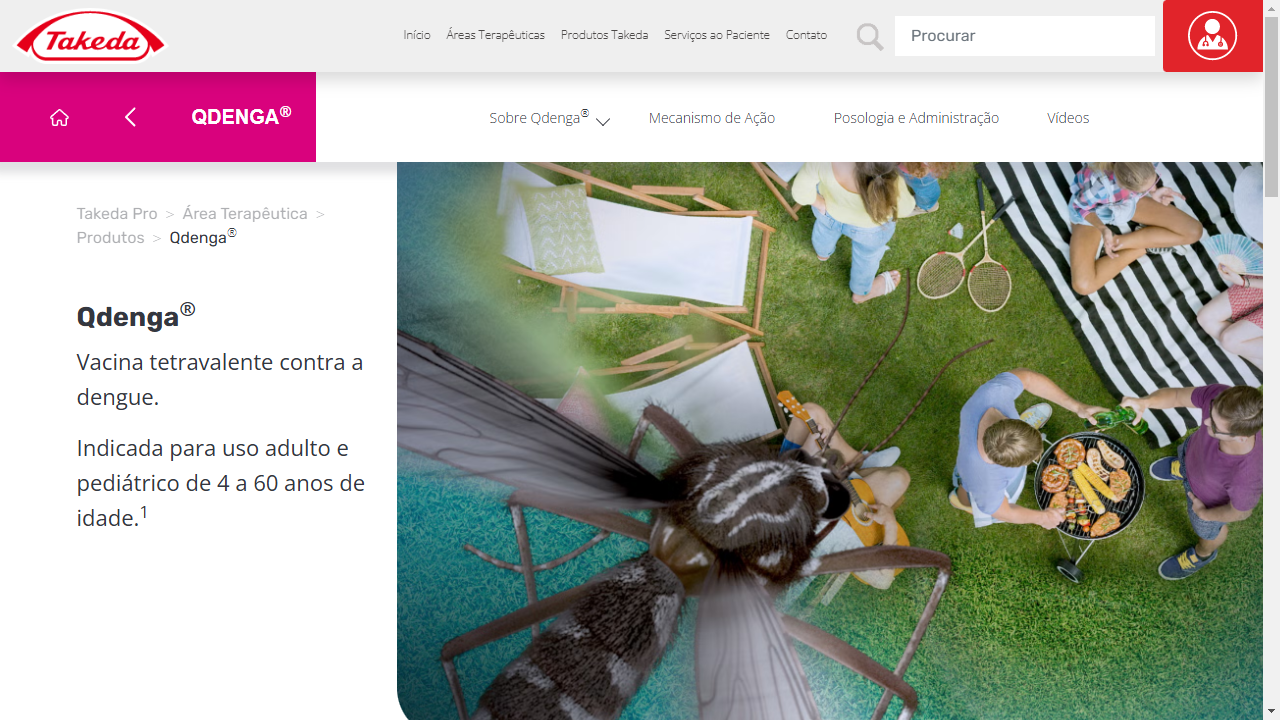 Takeda
Início Áreas Terapêuticas Produtos Takeda Serviços ao Paciente Contato
Procurar
QDENGA®
Sobre Qdenga® Mecanismo de Ação Posologia e Administração Vídeos
Takeda Pro > Área Terapêutica >
Produtos > Qdenga®
Qdenga®
Vacina tetravalente contra a
dengue.
Indicada para uso adulto e
pediátrico de 4 a 60 anos de
idade.1